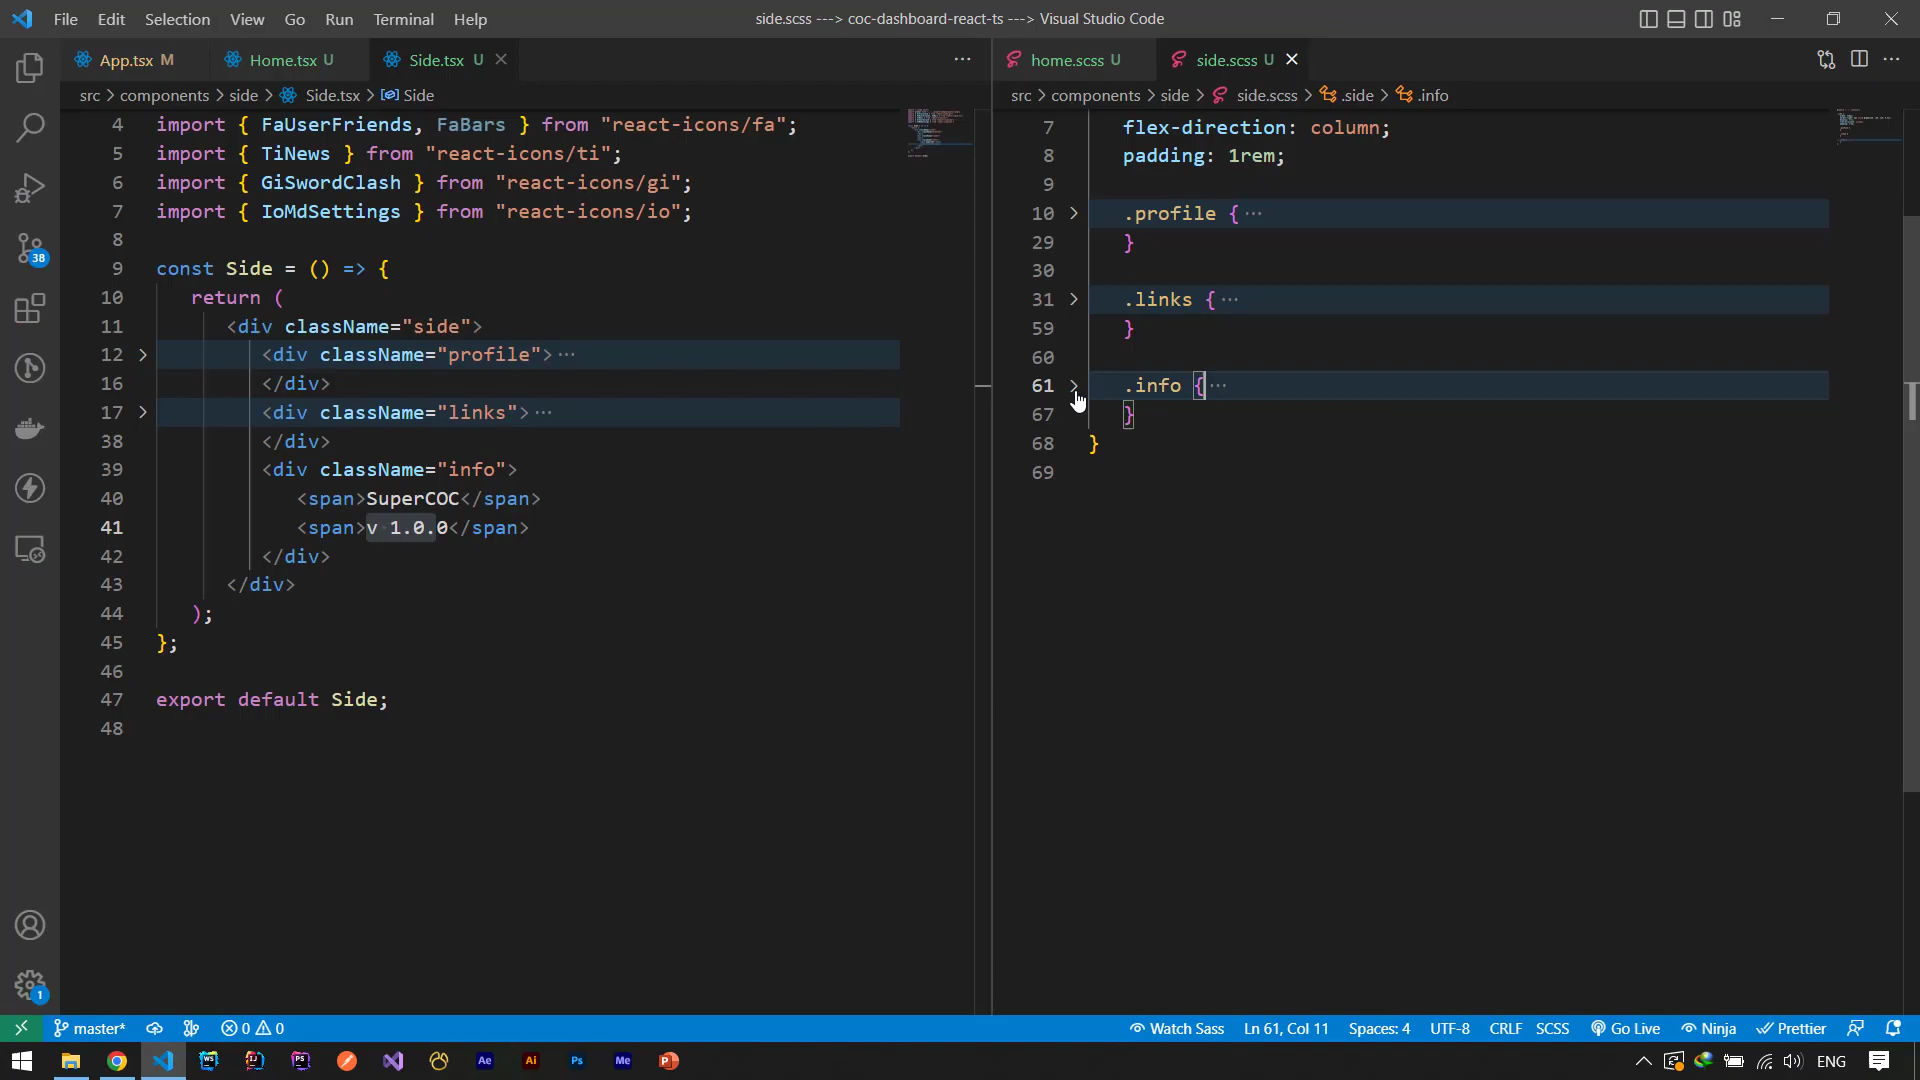 File Edit Selection View Go Run Terminal Help
side.scss ---> coc-dashboard-react-ts ---> Visual Studio Code
App.tsx M
Home.tsx U
Side.tsx U
src > components > side > Side.tsx > Side
4 import { FaUserFriends, FaBars } from "react-icons/fa";
5 import { TiNews } from "react-icons/ti";
6 import { GiSwordClash } from "react-icons/gi";
7 import { IoMdSettings } from "react-icons/io";
8
9 const Side = () => {
10 return (
11 <div className="side">
12 <div className="profile"> ···
16 </div>
17 <div className="links"> ···
38 </div>
39 <div className="info">
40 <span>SuperCOC</span>
41 <span>v 1.0.0</span>
42 </div>
43 </div>
44 );
45 };
46
47 export default Side;
48
home.scss U
side.scss U
src > components > side > side.scss > .side > .info
7 flex-direction: column;
8 padding: 1rem;
9
10 .profile { ···
29 }
30
31 .links { ···
59 }
60
61 .info { ···
67 }
68 }
69
38
1
master* 0 0
Watch Sass Ln 61, Col 11 Spaces: 4 UTF-8 CRLF SCSS Go Live Ninja Prettier
WS IJ PS Ae Ai Ps Me P ENG